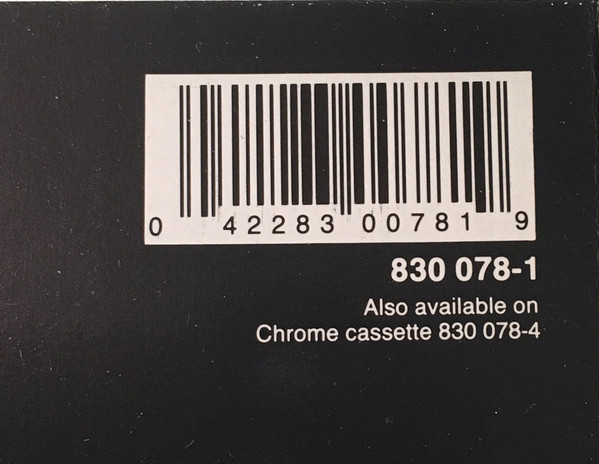 0 42283 00781 9
830 078-1
Also available on
Chrome cassette 830 078-4